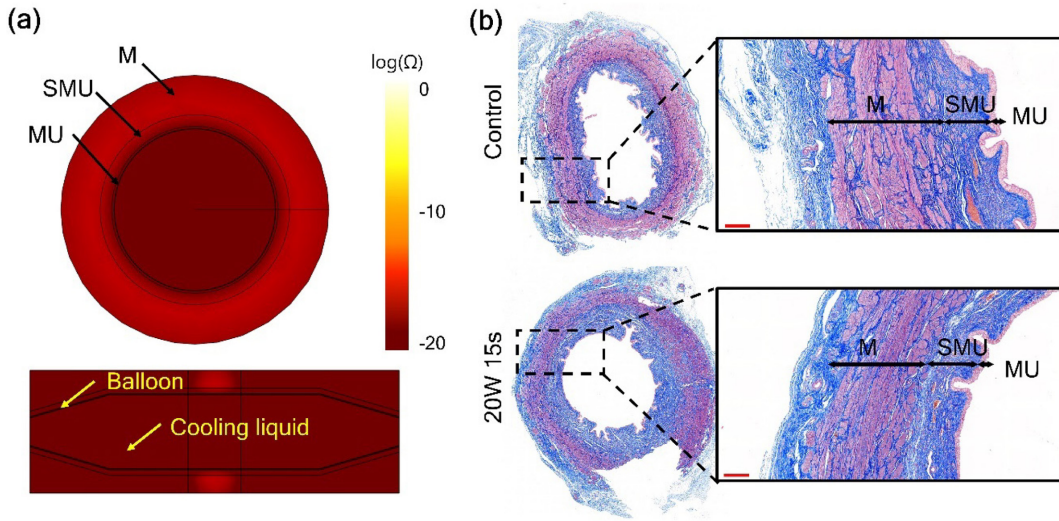 (a)
M
SMU
MU
log(Ω)
0
-10
-20
Balloon
Cooling liquid
(b)
Control
M
SMU
MU
20W 15s
M
SMU
MU